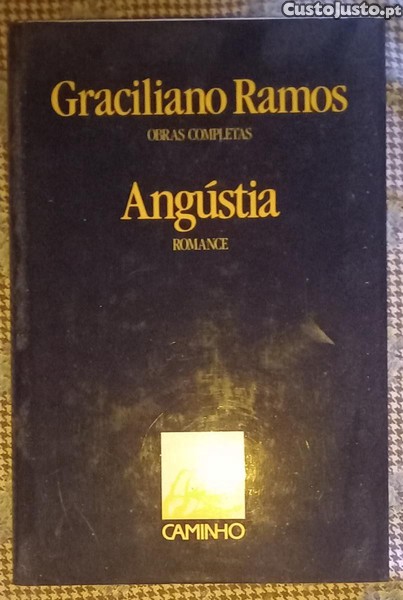 CustoJusto.pt
Graciliano Ramos
OBRAS COMPLETAS
Angústia
ROMANCE
CAMINHO